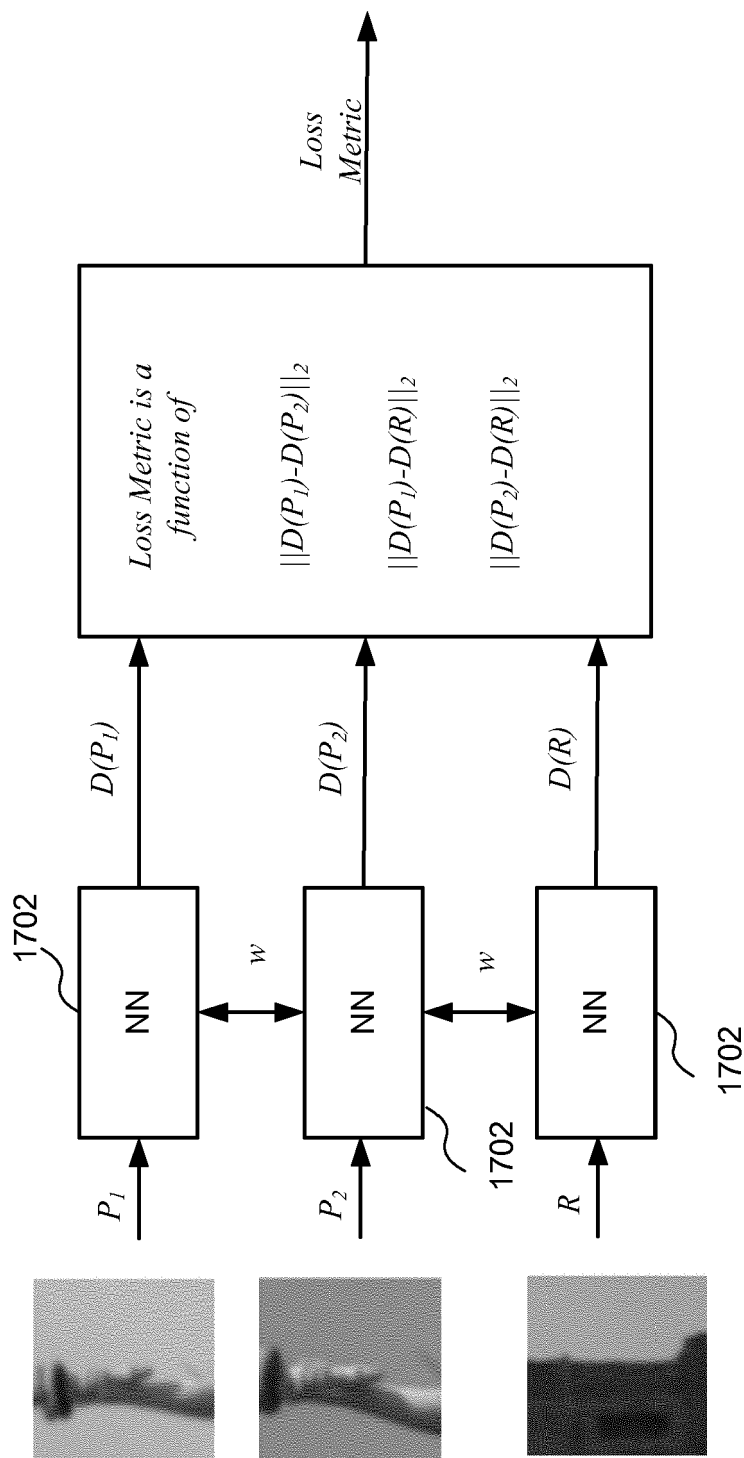 P₁
P₂
R
1702
NN
w
NN
1702
w
NN
1702
D(P₁)
D(P₂)
D(R)
Loss Metric is a
function of
||D(P₁)-D(P₂)||₂
||D(P₁)-D(R)||₂
||D(P₂)-D(R)||₂
Loss
Metric